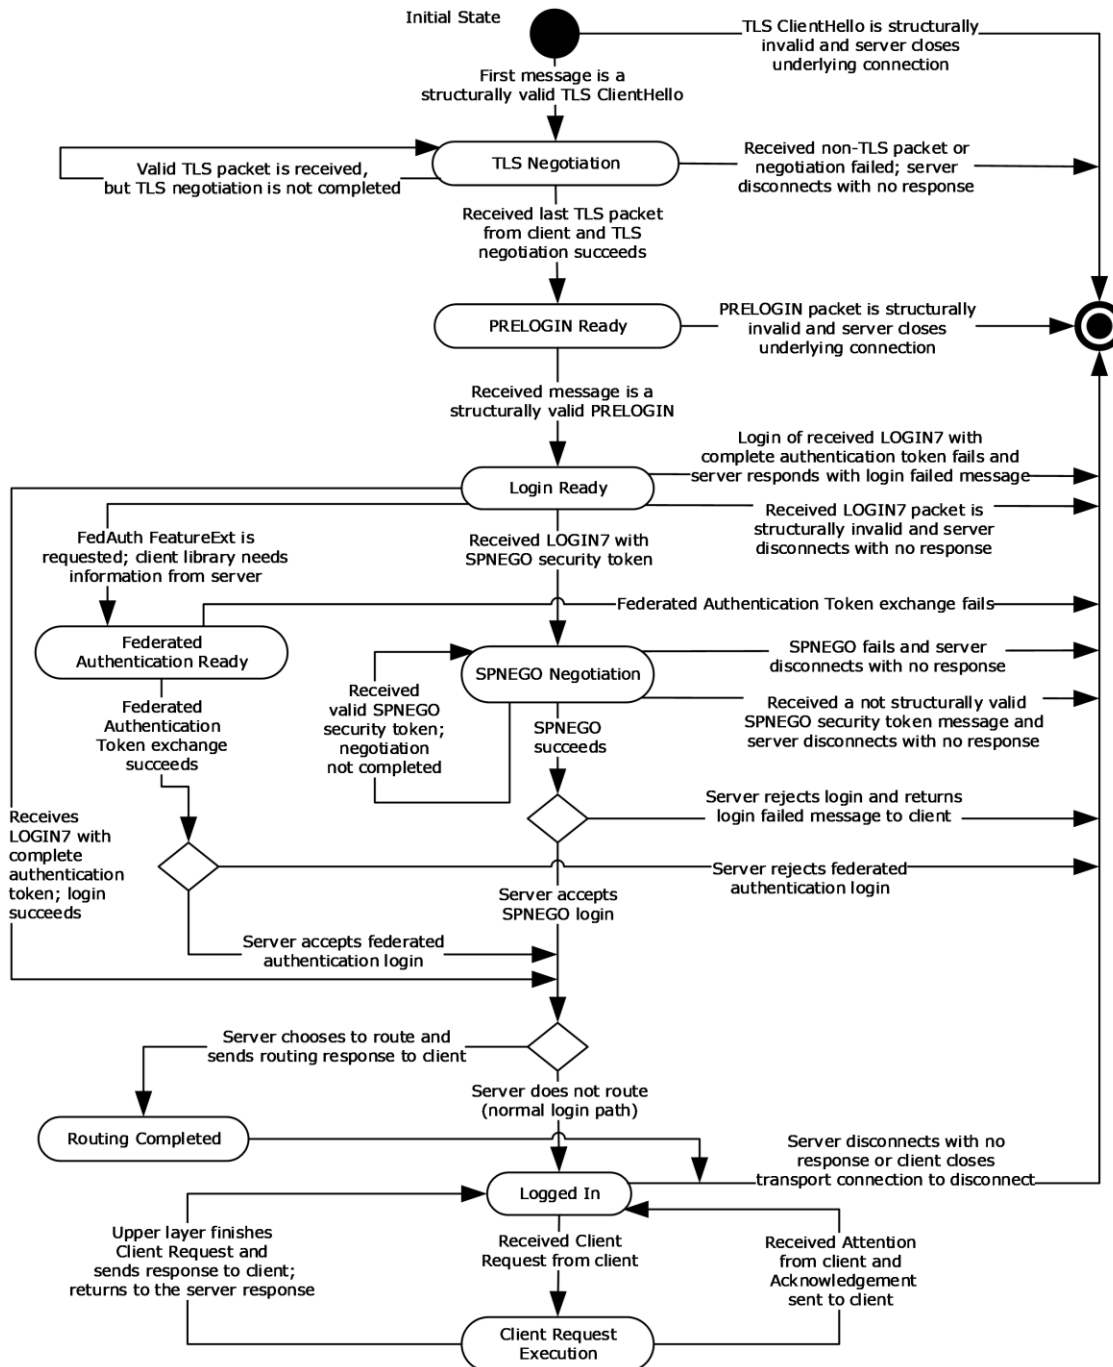 Initial State
TLS ClientHello is structurally
invalid and server closes
underlying connection
First message is a
structurally valid TLS ClientHello
TLS Negotiation
Valid TLS packet is received,
but TLS negotiation is not completed
Received non-TLS packet or
negotiation failed; server
disconnects with no response
Received last TLS packet
from client and TLS
negotiation succeeds
PRELOGIN Ready
PRELOGIN packet is structurally
invalid and server closes
underlying connection
Received message is a
structurally valid PRELOGIN
Login of received LOGIN7 with
complete authentication token fails and
server responds with login failed message
Login Ready
Received LOGIN7 packet is
structurally invalid and server
disconnects with no response
FedAuth FeatureExt is
requested; client library needs
information from server
Received LOGIN7 with
SPNEGO security token
Federated Authentication Token exchange fails
Federated
Authentication Ready
SPNEGO Negotiation
SPNEGO fails and server
disconnects with no response
Received
valid SPNEGO
security token;
negotiation
not completed
Received a not structurally valid
SPNEGO security token message and
server disconnects with no response
Federated
Authentication
Token exchange
succeeds
SPNEGO
succeeds
Server rejects login and returns
login failed message to client
Receives
LOGIN7 with
complete
authentication
token; login
succeeds
Server rejects federated
authentication login
Server accepts
SPNEGO login
Server accepts federated
authentication login
Server chooses to route and
sends routing response to client
Server does not route
(normal login path)
Routing Completed
Server disconnects with no
response or client closes
transport connection to disconnect
Logged In
Upper layer finishes
Client Request and
sends response to client;
returns to the server response
Received Client
Request from client
Received Attention
from client and
Acknowledgement
sent to client
Client Request
Execution